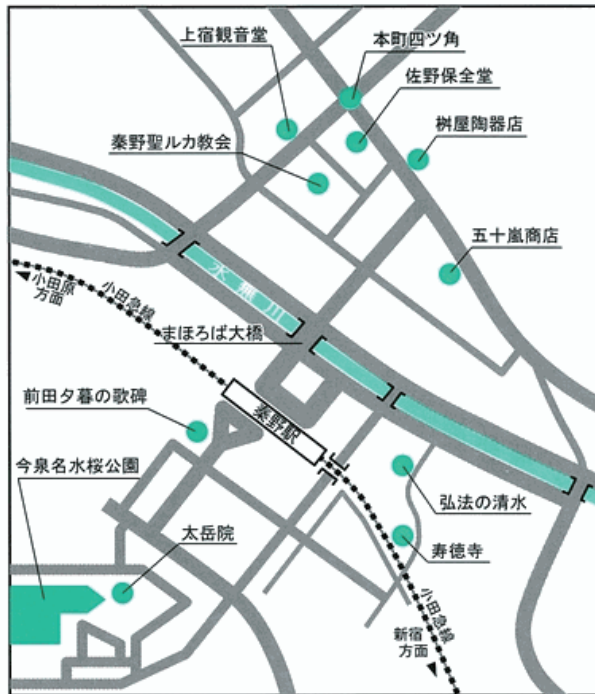 上宿観音堂
本町四ツ角
佐野保全堂
秦野聖ルカ教会
桝屋陶器店
五十嵐商店
水無川
小田原
方面
小田急線
まほろば大橋
前田夕暮の歌碑
秦野駅
今泉名水桜公園
太岳院
弘法の清水
寿徳寺
小田急線
新宿
方面